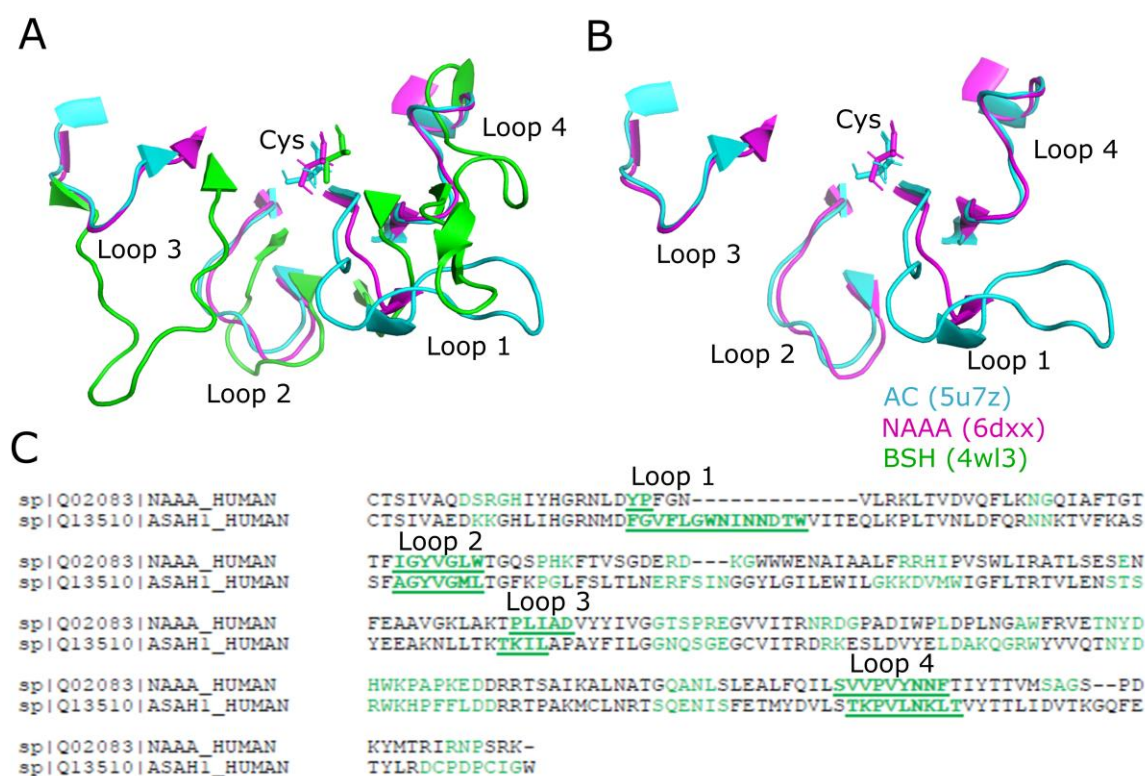 A
B
Cys
Loop 4
Loop 3
Loop 2
Loop 1
Cys
Loop 4
Loop 3
Loop 2
Loop 1
AC (5u7z)
NAAA (6dxx)
BSH (4wl3)
C
Loop 1
sp|Q02083|NAAA_HUMAN CTSIVAQDSRGHIYHGRNLDYPFGN--------------VLRKLTVDVQFLKNGQIAFTGT
sp|Q13510|ASAH1_HUMAN CTSIVAEDKKGHLIHGRNMDFGVFLGWNINNDTWVITEQLKPLTVNLDFQRNNKTVFKAS
Loop 2
sp|Q02083|NAAA_HUMAN TFIGYVGLWTGQSPHKFTVSGDERD---KGWWWENAIAALFRRHIPVSWLIRATLSESEN
sp|Q13510|ASAH1_HUMAN SFAGYVGMLTGFKPGLFSLTLNERFSINGGYLGILEWILGKKDVMWIGFLTRTVLENSTS
Loop 3
sp|Q02083|NAAA_HUMAN FEAAVGKLAKTPLIADVYYIVGGTSPREGVVITRNRDGPADIWPLDPLNGAWFRVETNYD
sp|Q13510|ASAH1_HUMAN YEEAKNLLTKTKILAPAYFILGGNQSGEGCVITRDRKESLDVYELDAKQGRWYVVQTNYD
Loop 4
sp|Q02083|NAAA_HUMAN HWKPAPKEDDRRTSAIKALNATGQANLSLEALFQILSVVPVYNNFTIYTTVMSAGS--PD
sp|Q13510|ASAH1_HUMAN RWKHPFFLDDRRTPAKMCLNRTSQENISFETMYDVLSTKPVLNKLTVYTTLIDVTKGQFE
sp|Q02083|NAAA_HUMAN KYMTRIRNPSRK-
sp|Q13510|ASAH1_HUMAN TYLRDCPDPCIGW